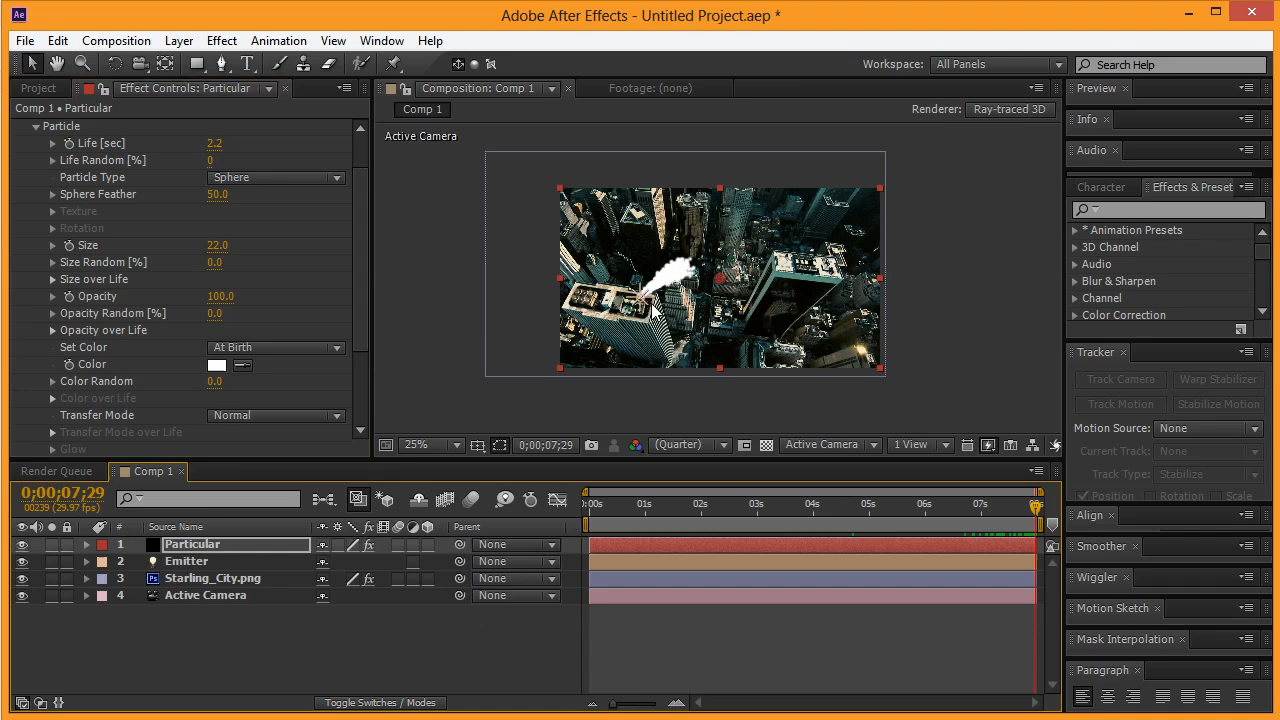 Ae Adobe After Effects - Untitled Project.aep *
File Edit Composition Layer Effect Animation View Window Help
Workspace: All Panels Search Help
Project Effect Controls: Particular Composition: Comp 1 Footage: (none) Preview
Comp 1 • Particular Comp 1 Renderer: Ray-traced 3D
Info
Particle Active Camera
Life [sec] 2.2
Audio
Life Random [%] 0
Particle Type Sphere
Character Effects & Preset
Sphere Feather 50.0
Texture
Rotation
* Animation Presets
Size 22.0
3D Channel
Size Random [%] 0.0
Audio
Size over Life
Blur & Sharpen
Opacity 100.0
Channel
Opacity Random [%] 0.0
Color Correction
Opacity over Life
Set Color At Birth
Tracker
Color
Track Camera Warp Stabilizer
Color Random 0.0
Color over Life
Track Motion Stabilize Motion
Transfer Mode Normal
Motion Source: None
Transfer Mode over Life
Glow
25% 0;00;07;29 (Quarter) Active Camera 1 View
Current Track: None
Track Type: Stabilize
Render Queue Comp 1
Position Rotation Scale
0;00;07;29
00239 (29.97 fps)
:00s 01s 02s 03s 04s 05s 06s 07s 08s
Align
# Source Name fx Parent
1 Particular fx None
Smoother
2 Emitter None
3 Ps Starling_City.png fx None
Wiggler
4 Active Camera None
Motion Sketch
Mask Interpolation
Paragraph
Toggle Switches / Modes